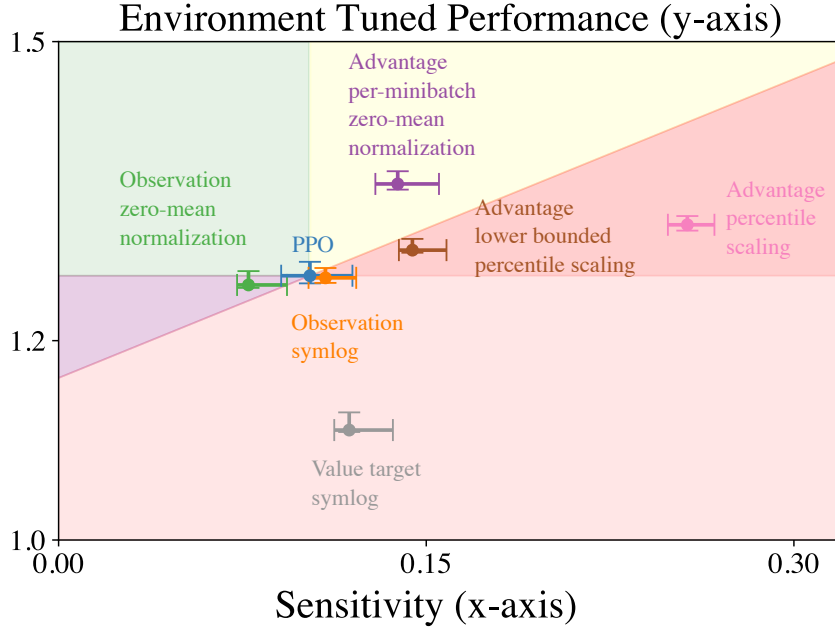 Environment Tuned Performance (y-axis)
1.5
Advantage
per-minibatch
zero-mean
normalization
Observation
zero-mean
normalization
Advantage
percentile
scaling
Advantage
lower bounded
percentile scaling
PPO
Observation
symlog
1.2
Value target
symlog
1.0
0.00
0.15
0.30
Sensitivity (x-axis)